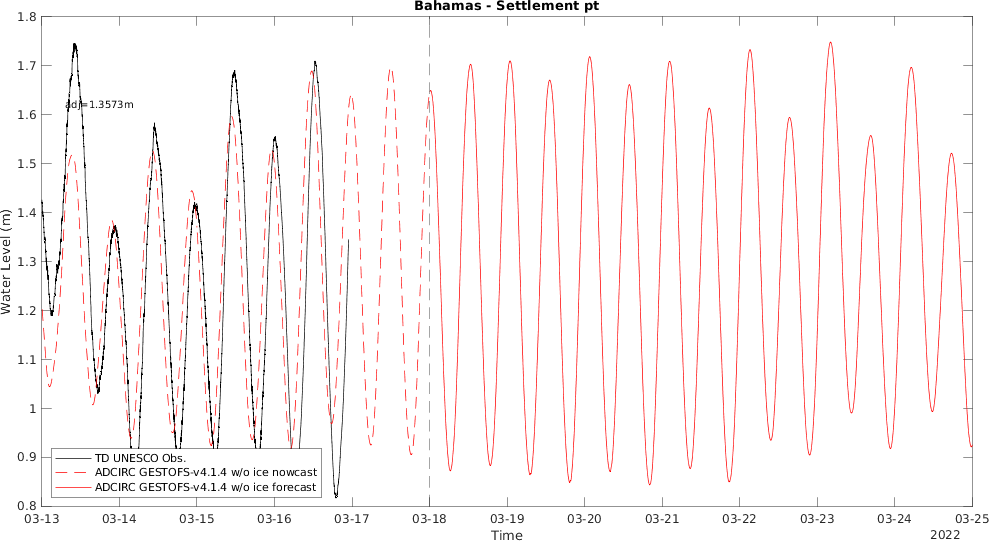 Bahamas - Settlement pt
1.8
1.7
1.6
1.5
1.4
1.3
1.2
1.1
1
0.9
0.8
Water Level (m)
adj=1.3573m
TD UNESCO Obs.
ADCIRC GESTOFS-v4.1.4 w/o ice nowcast
ADCIRC GESTOFS-v4.1.4 w/o ice forecast
03-13 03-14 03-15 03-16 03-17 03-18 03-19 03-20 03-21 03-22 03-23 03-24 03-25
Time
2022